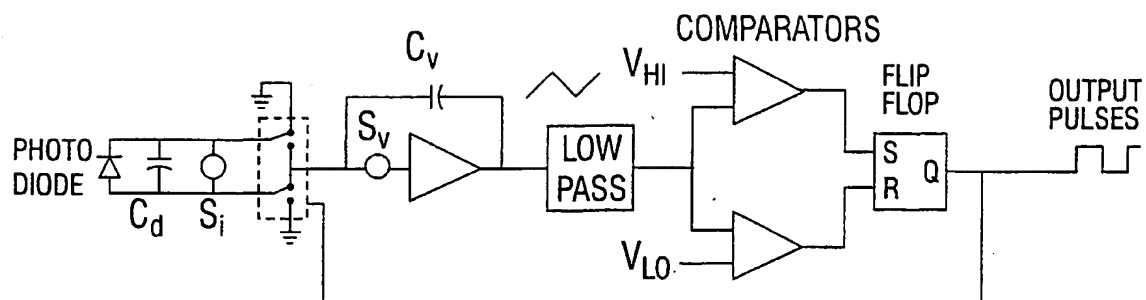 COMPARATORS
C_v
V_HI
FLIP
FLOP
OUTPUT
PULSES
PHOTO
DIODE
S_v
LOW
PASS
S
Q
R
C_d
S_i
V_LO